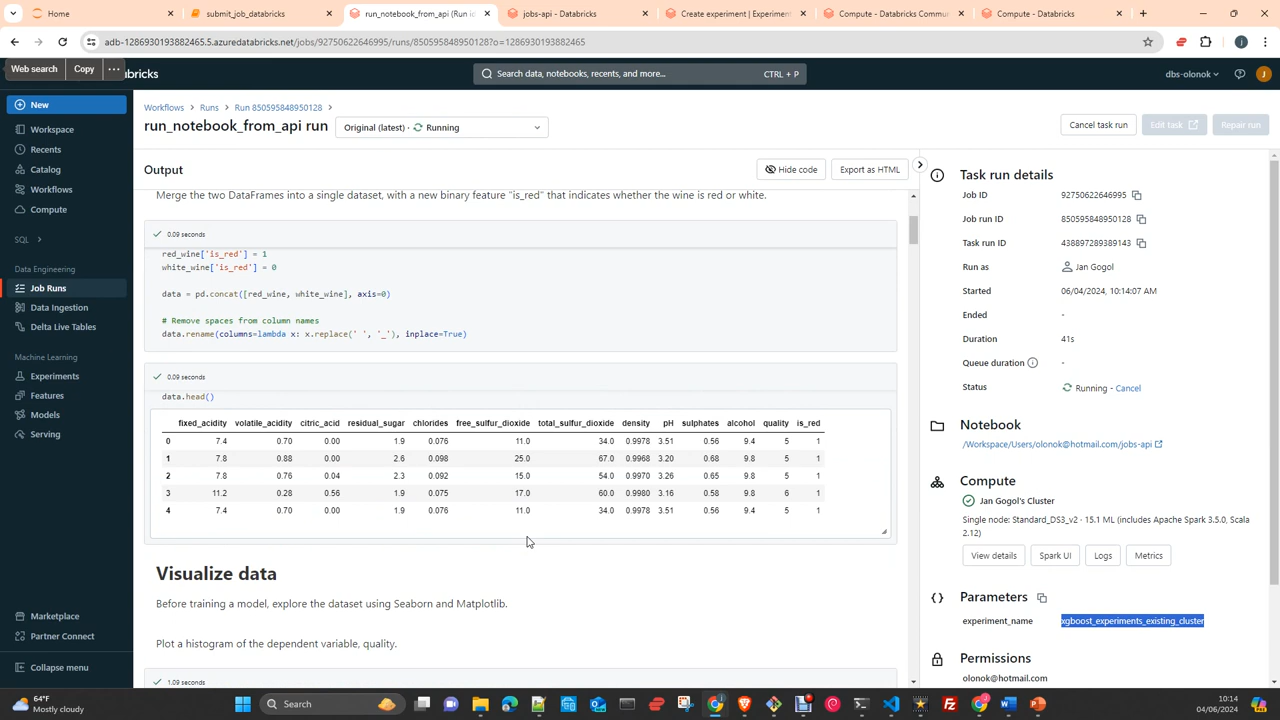 Home
submit_job_databricks
run_notebook_from_api (Run i
jobs-api - Databricks
Create experiment | Experiment
Compute - Databricks Commun
Compute - Databricks
adb-1286930193882465.5.azuredatabricks.net/jobs/92750622646995/runs/850595848950128?o=1286930193882465
Web search
Copy
bricks
Search data, notebooks, recents, and more...
CTRL + P
dbs-olonok
J
New
Workspace
Recents
Catalog
Workflows
Compute
SQL
Data Engineering
Job Runs
Data Ingestion
Delta Live Tables
Machine Learning
Experiments
Features
Models
Serving
Marketplace
Partner Connect
Collapse menu
Workflows > Runs > Run 850595848950128 >
run_notebook_from_api run
Original (latest) · Running
Cancel task run
Edit task
Repair run
Output
Hide code
Export as HTML
Merge the two DataFrames into a single dataset, with a new binary feature "is_red" that indicates whether the wine is red or white.
0.09 seconds
red_wine['is_red'] = 1
white_wine['is_red'] = 0
data = pd.concat([red_wine, white_wine], axis=0)
# Remove spaces from column names
data.rename(columns=lambda x: x.replace(' ', '_'), inplace=True)
0.09 seconds
data.head()
fixed_acidity volatile_acidity citric_acid residual_sugar chlorides free_sulfur_dioxide total_sulfur_dioxide density pH sulphates alcohol quality is_red
0 7.4 0.70 0.00 1.9 0.076 11.0 34.0 0.9978 3.51 0.56 9.4 5 1
1 7.8 0.88 0.00 2.6 0.098 25.0 67.0 0.9968 3.20 0.68 9.8 5 1
2 7.8 0.76 0.04 2.3 0.092 15.0 54.0 0.9970 3.26 0.65 9.8 5 1
3 11.2 0.28 0.56 1.9 0.075 17.0 60.0 0.9980 3.16 0.58 9.8 6 1
4 7.4 0.70 0.00 1.9 0.076 11.0 34.0 0.9978 3.51 0.56 9.4 5 1
Visualize data
Before training a model, explore the dataset using Seaborn and Matplotlib.
Plot a histogram of the dependent variable, quality.
1.09 seconds
Task run details
Job ID 92750622646995
Job run ID 850595848950128
Task run ID 438897289389143
Run as Jan Gogol
Started 06/04/2024, 10:14:07 AM
Ended -
Duration 41s
Queue duration -
Status Running - Cancel
Notebook
/Workspace/Users/olonok@hotmail.com/jobs-api
Compute
Jan Gogol's Cluster
Single node: Standard_DS3_v2 · 15.1 ML (includes Apache Spark 3.5.0, Scala
2.12)
View details
Spark UI
Logs
Metrics
Parameters
experiment_name xgboost_experiments_existing_cluster
Permissions
olonok@hotmail.com
64°F
Mostly cloudy
Search
10:14
04/06/2024